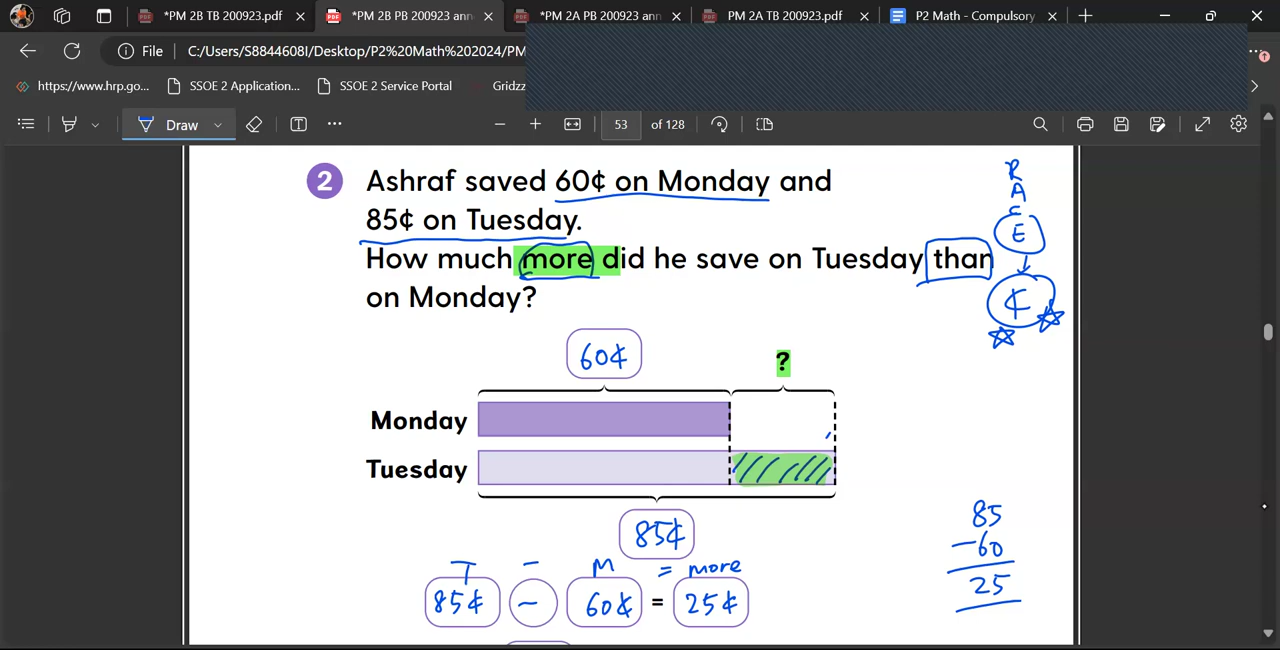 *PM 2B TB 200923.pdf
*PM 2B PB 200923 ann
*PM 2A PB 200923 ann
PM 2A TB 200923.pdf
P2 Math - Compulsory
File
C:/Users/S8844608I/Desktop/P2%20Math%202024/PM
https://www.hrp.go...
SSOE 2 Application...
SSOE 2 Service Portal
Gridzz
Draw
53 of 128
2 Ashraf saved 60¢ on Monday and
85¢ on Tuesday.
How much more did he save on Tuesday than
on Monday?
R
A
C
E
¢
60¢
?
Monday
Tuesday
85¢
T - M = more
85¢ - 60¢ = 25¢
85
-60
25